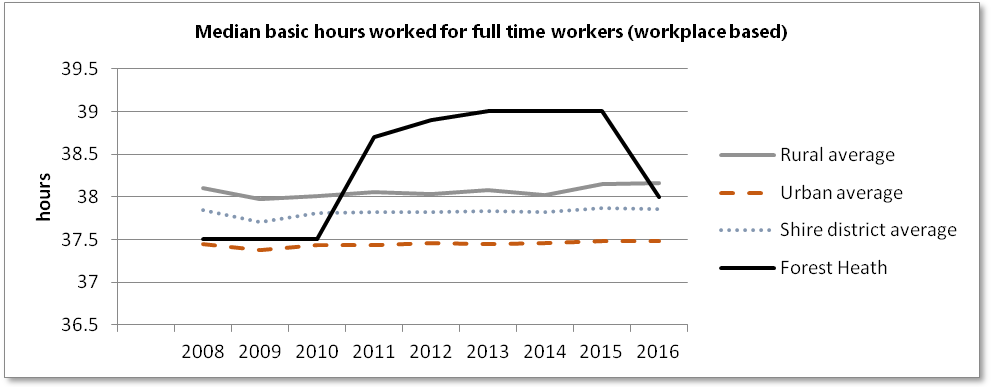 Median basic hours worked for full time workers (workplace based)
39.5
39
38.5
38
37.5
37
36.5
hours
2008 2009 2010 2011 2012 2013 2014 2015 2016
Rural average
Urban average
Shire district average
Forest Heath